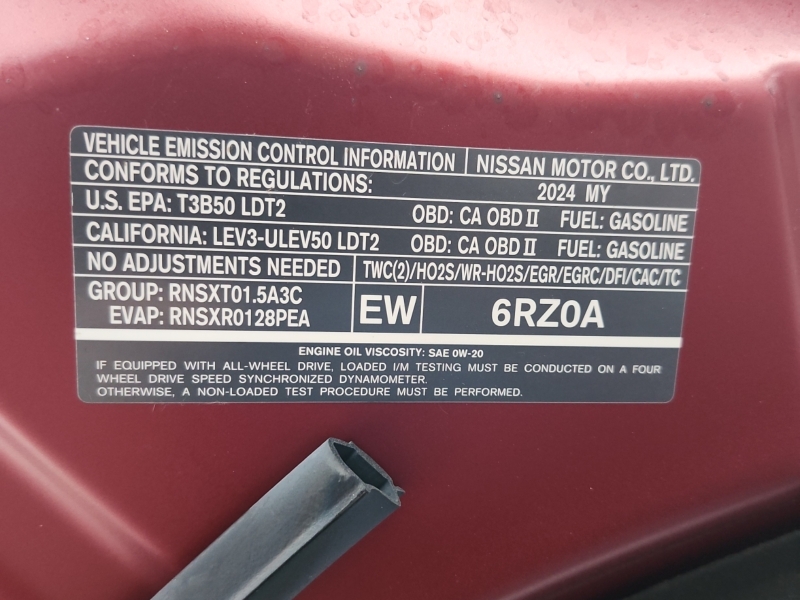 VEHICLE EMISSION CONTROL INFORMATION NISSAN MOTOR CO., LTD.
CONFORMS TO REGULATIONS: 2024 MY
U.S. EPA: T3B50 LDT2 OBD: CA OBD II FUEL: GASOLINE
CALIFORNIA: LEV3-ULEV50 LDT2 OBD: CA OBD II FUEL: GASOLINE
NO ADJUSTMENTS NEEDED TWC(2)/HO2S/WR-HO2S/EGR/EGRC/DFI/CAC/TC
GROUP: RNSXT01.5A3C
EVAP: RNSXR0128PEA
EW 6RZ0A
ENGINE OIL VISCOSITY: SAE 0W-20
IF EQUIPPED WITH ALL-WHEEL DRIVE, LOADED I/M TESTING MUST BE CONDUCTED ON A FOUR
WHEEL DRIVE SPEED SYNCHRONIZED DYNAMOMETER.
OTHERWISE, A NON-LOADED TEST PROCEDURE MUST BE PERFORMED.